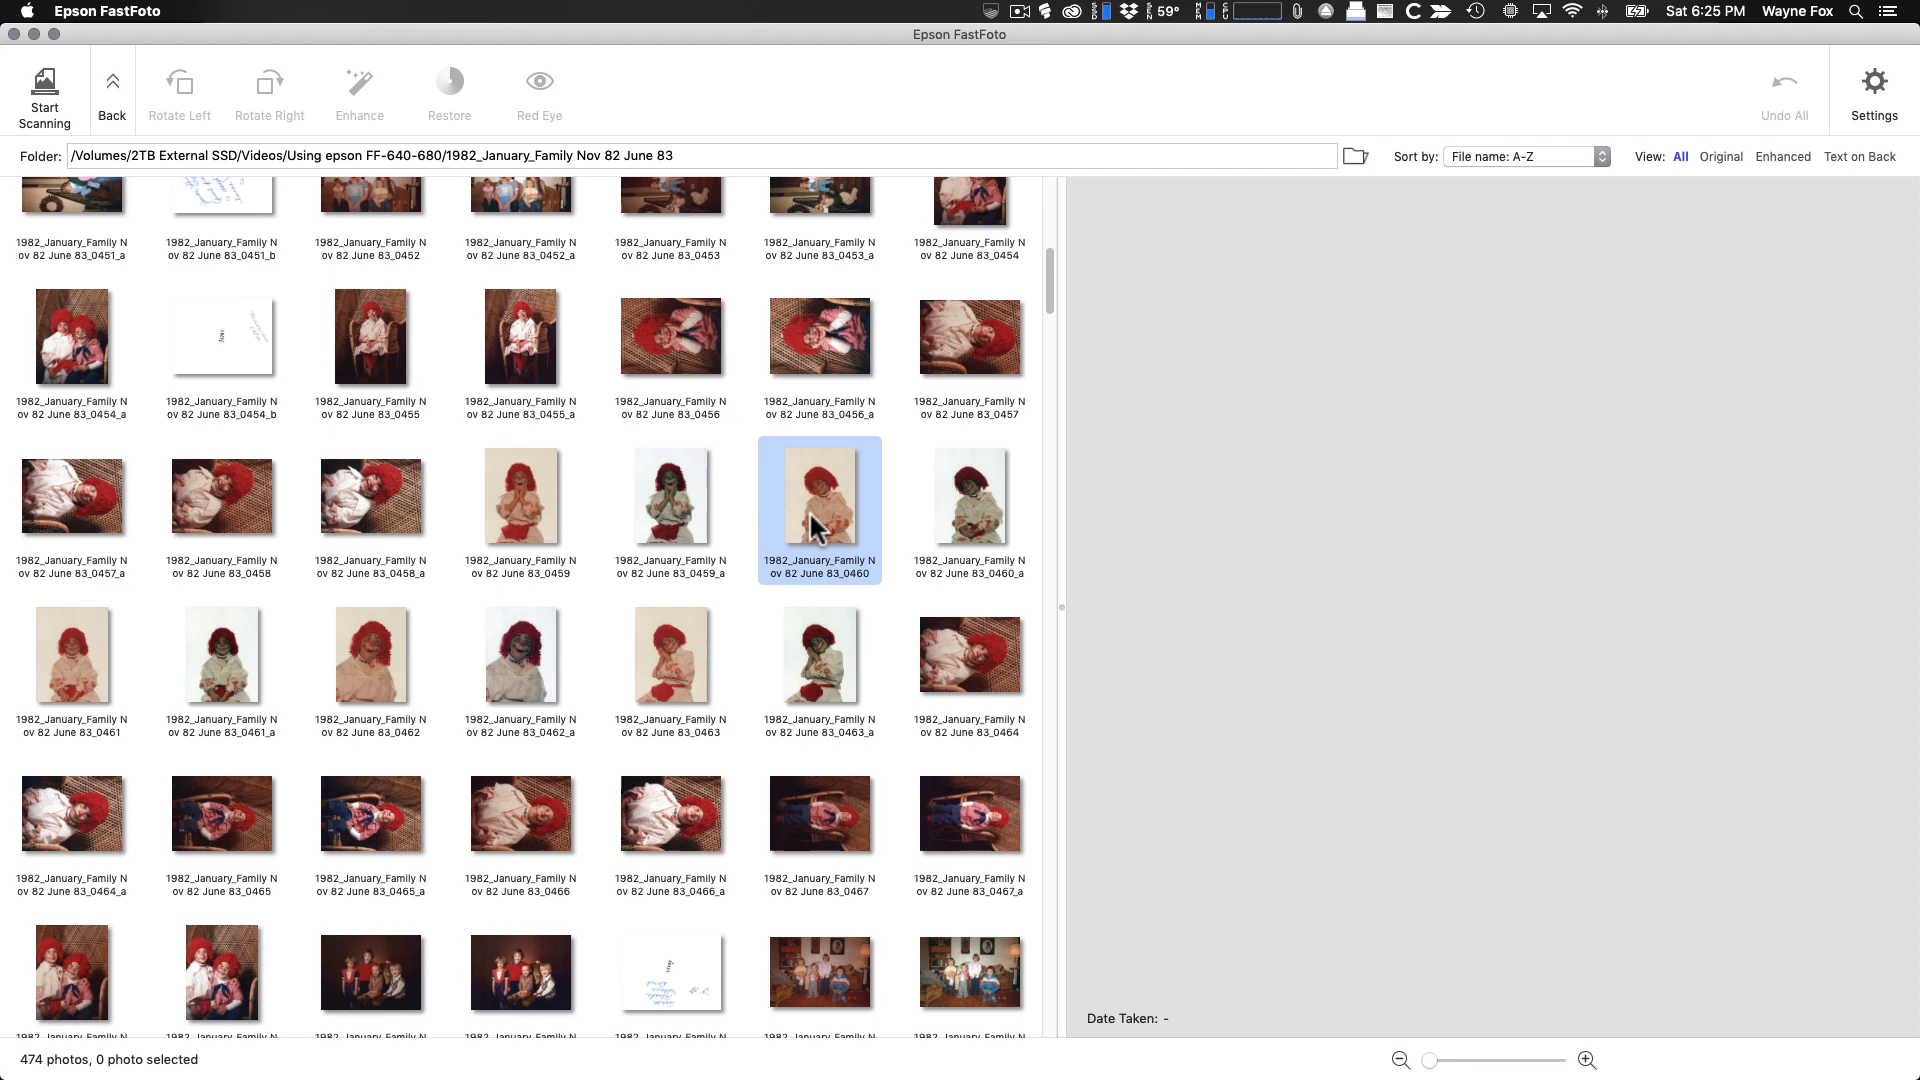 Epson FastFoto
59°
Sat 6:25 PM Wayne Fox
Epson FastFoto
Start
Scanning
Back
Rotate Left
Rotate Right
Enhance
Restore
Red Eye
Undo All
Settings
Folder: /Volumes/2TB External SSD/Videos/Using epson FF-640-680/1982_January_Family Nov 82 June 83
Sort by: File name: A-Z
View: All Original Enhanced Text on Back
1982_January_Family N
ov 82 June 83_0451_a
1982_January_Family N
ov 82 June 83_0451_b
1982_January_Family N
ov 82 June 83_0452
1982_January_Family N
ov 82 June 83_0452_a
1982_January_Family N
ov 82 June 83_0453
1982_January_Family N
ov 82 June 83_0453_a
1982_January_Family N
ov 82 June 83_0454
1982_January_Family N
ov 82 June 83_0454_a
1982_January_Family N
ov 82 June 83_0454_b
1982_January_Family N
ov 82 June 83_0455
1982_January_Family N
ov 82 June 83_0455_a
1982_January_Family N
ov 82 June 83_0456
1982_January_Family N
ov 82 June 83_0456_a
1982_January_Family N
ov 82 June 83_0457
1982_January_Family N
ov 82 June 83_0457_a
1982_January_Family N
ov 82 June 83_0458
1982_January_Family N
ov 82 June 83_0458_a
1982_January_Family N
ov 82 June 83_0459
1982_January_Family N
ov 82 June 83_0459_a
1982_January_Family N
ov 82 June 83_0460
1982_January_Family N
ov 82 June 83_0460_a
1982_January_Family N
ov 82 June 83_0461
1982_January_Family N
ov 82 June 83_0461_a
1982_January_Family N
ov 82 June 83_0462
1982_January_Family N
ov 82 June 83_0462_a
1982_January_Family N
ov 82 June 83_0463
1982_January_Family N
ov 82 June 83_0463_a
1982_January_Family N
ov 82 June 83_0464
1982_January_Family N
ov 82 June 83_0464_a
1982_January_Family N
ov 82 June 83_0465
1982_January_Family N
ov 82 June 83_0465_a
1982_January_Family N
ov 82 June 83_0466
1982_January_Family N
ov 82 June 83_0466_a
1982_January_Family N
ov 82 June 83_0467
1982_January_Family N
ov 82 June 83_0467_a
Date Taken: -
474 photos, 0 photo selected